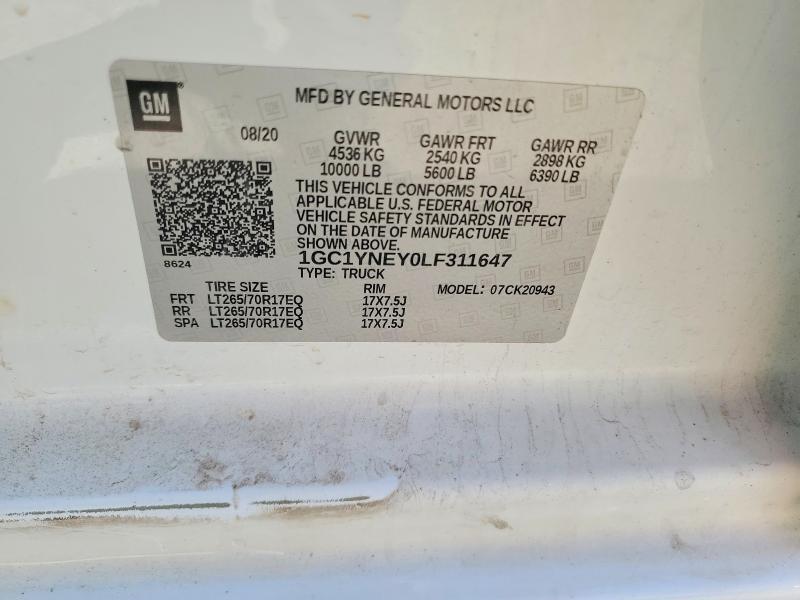 GM
MFD BY GENERAL MOTORS LLC
08/20 GVWR GAWR FRT GAWR RR
4536 KG 2540 KG 2898 KG
10000 LB 5600 LB 6390 LB
THIS VEHICLE CONFORMS TO ALL
APPLICABLE U.S. FEDERAL MOTOR
VEHICLE SAFETY STANDARDS IN EFFECT
ON THE DATE OF MANUFACTURE
SHOWN ABOVE.
8624
1GC1YNEY0LF311647
TYPE: TRUCK
TIRE SIZE RIM MODEL: 07CK20943
FRT LT265/70R17EQ 17X7.5J
RR LT265/70R17EQ 17X7.5J
SPA LT265/70R17EQ 17X7.5J